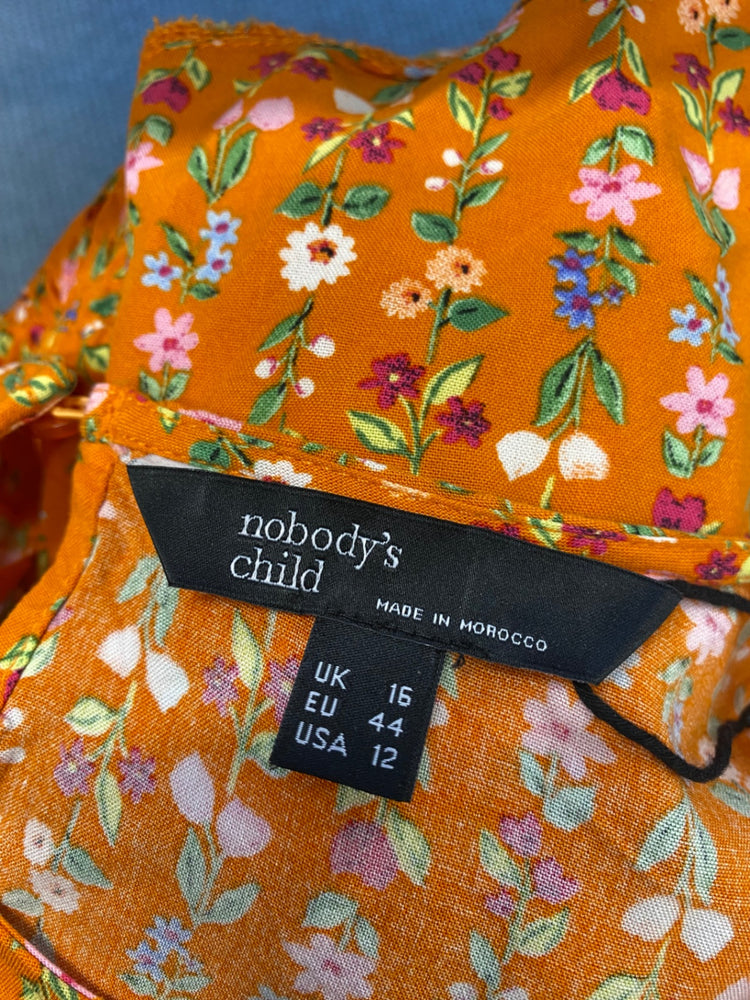 nobody's
child
MADE IN MOROCCO
UK 16
EU 44
USA 12